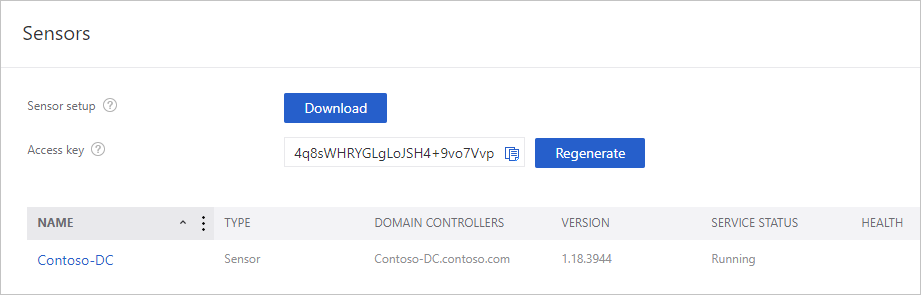 Sensors
Sensor setup ?
Download
Access key ?
4q8sWHRYGLgLoJSH4+9vo7Vvp
Regenerate
NAME TYPE DOMAIN CONTROLLERS VERSION SERVICE STATUS HEALTH
Contoso-DC Sensor Contoso-DC.contoso.com 1.18.3944 Running